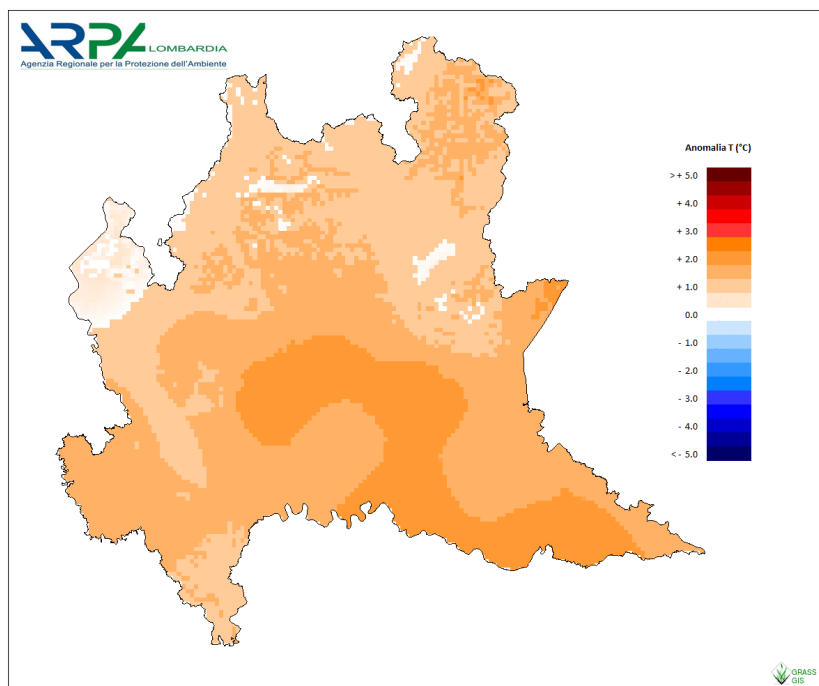 ARPA LOMBARDIA
Agenzia Regionale per la Protezione dell'Ambiente
Anomalia T (°C)
> + 5.0
+ 4.0
+ 3.0
+ 2.0
+ 1.0
0.0
- 1.0
- 2.0
- 3.0
- 4.0
< - 5.0
GRASS
GIS